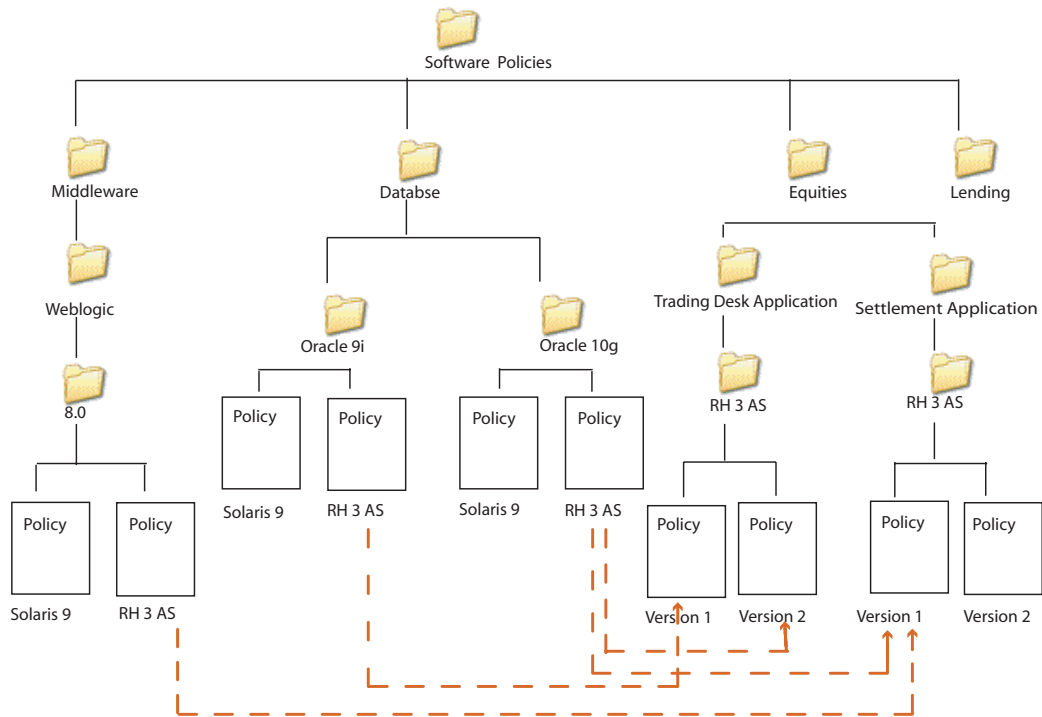 Software Policies
Middleware
Databse
Equities
Lending
Weblogic
Trading Desk Application
Settlement Application
Oracle 9i
Oracle 10g
8.0
RH 3 AS
RH 3 AS
Policy
Policy
Policy
Policy
Solaris 9
RH 3 AS
Solaris 9
RH 3 AS
Policy
Policy
Policy
Policy
Policy
Policy
Solaris 9
RH 3 AS
Version 1
Version 2
Version 1
Version 2